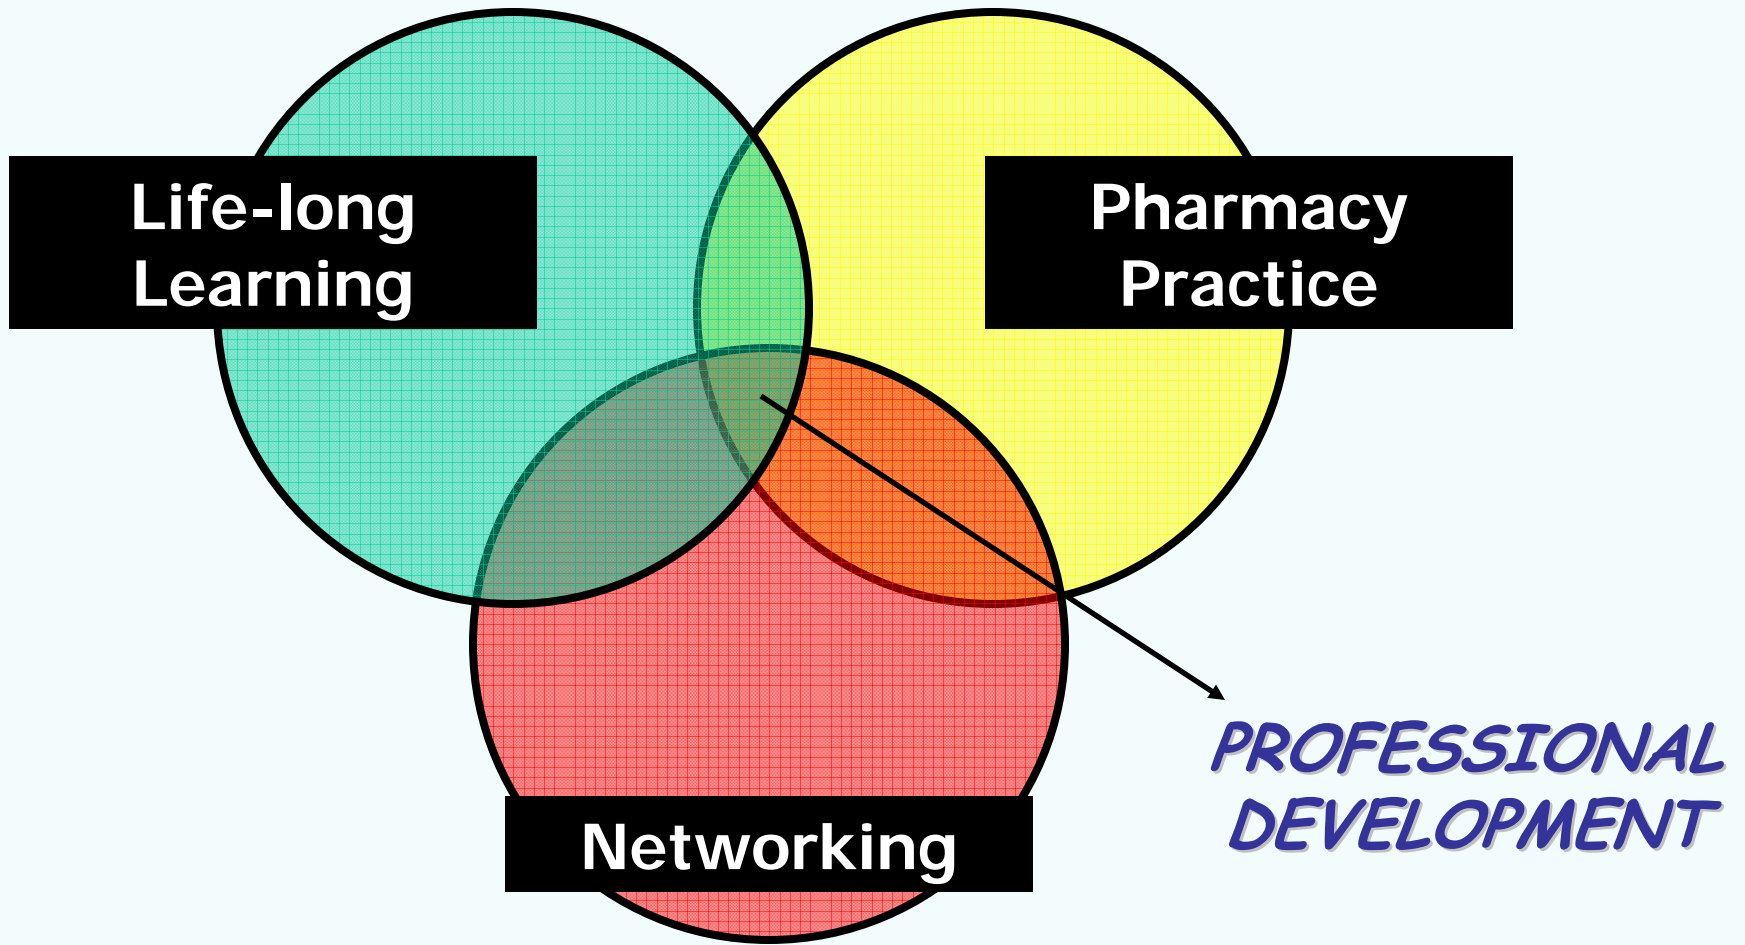 Life-long
Learning
Pharmacy
Practice
Networking
PROFESSIONAL
DEVELOPMENT